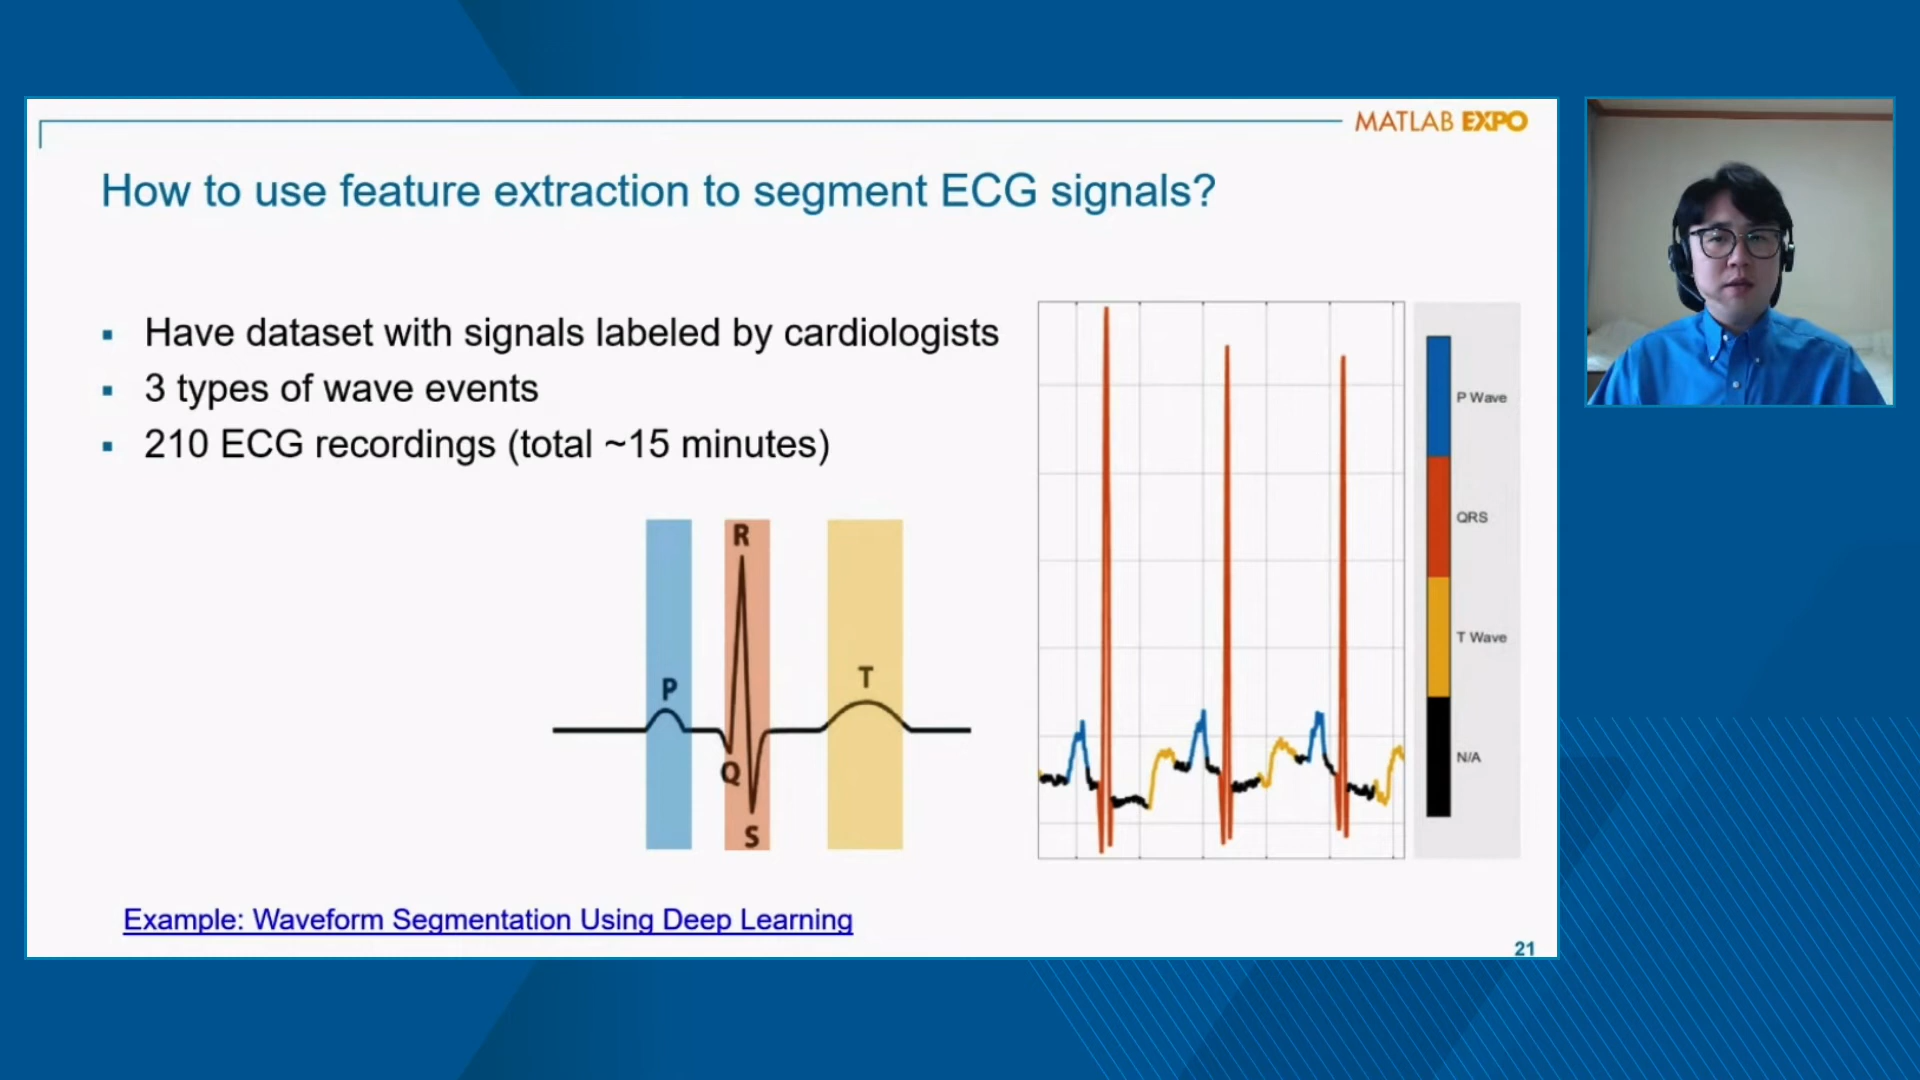 MATLAB EXPO
How to use feature extraction to segment ECG signals?
▪ Have dataset with signals labeled by cardiologists
▪ 3 types of wave events
▪ 210 ECG recordings (total ~15 minutes)
R
P
T
Q
S
P Wave
QRS
T Wave
N/A
Example: Waveform Segmentation Using Deep Learning
21